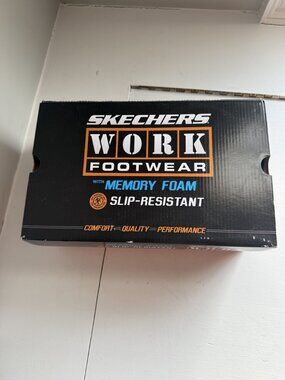 SKECHERS
WORK
FOOTWEAR
WITH MEMORY FOAM
SLIP-RESISTANT
COMFORT QUALITY PERFORMANCE